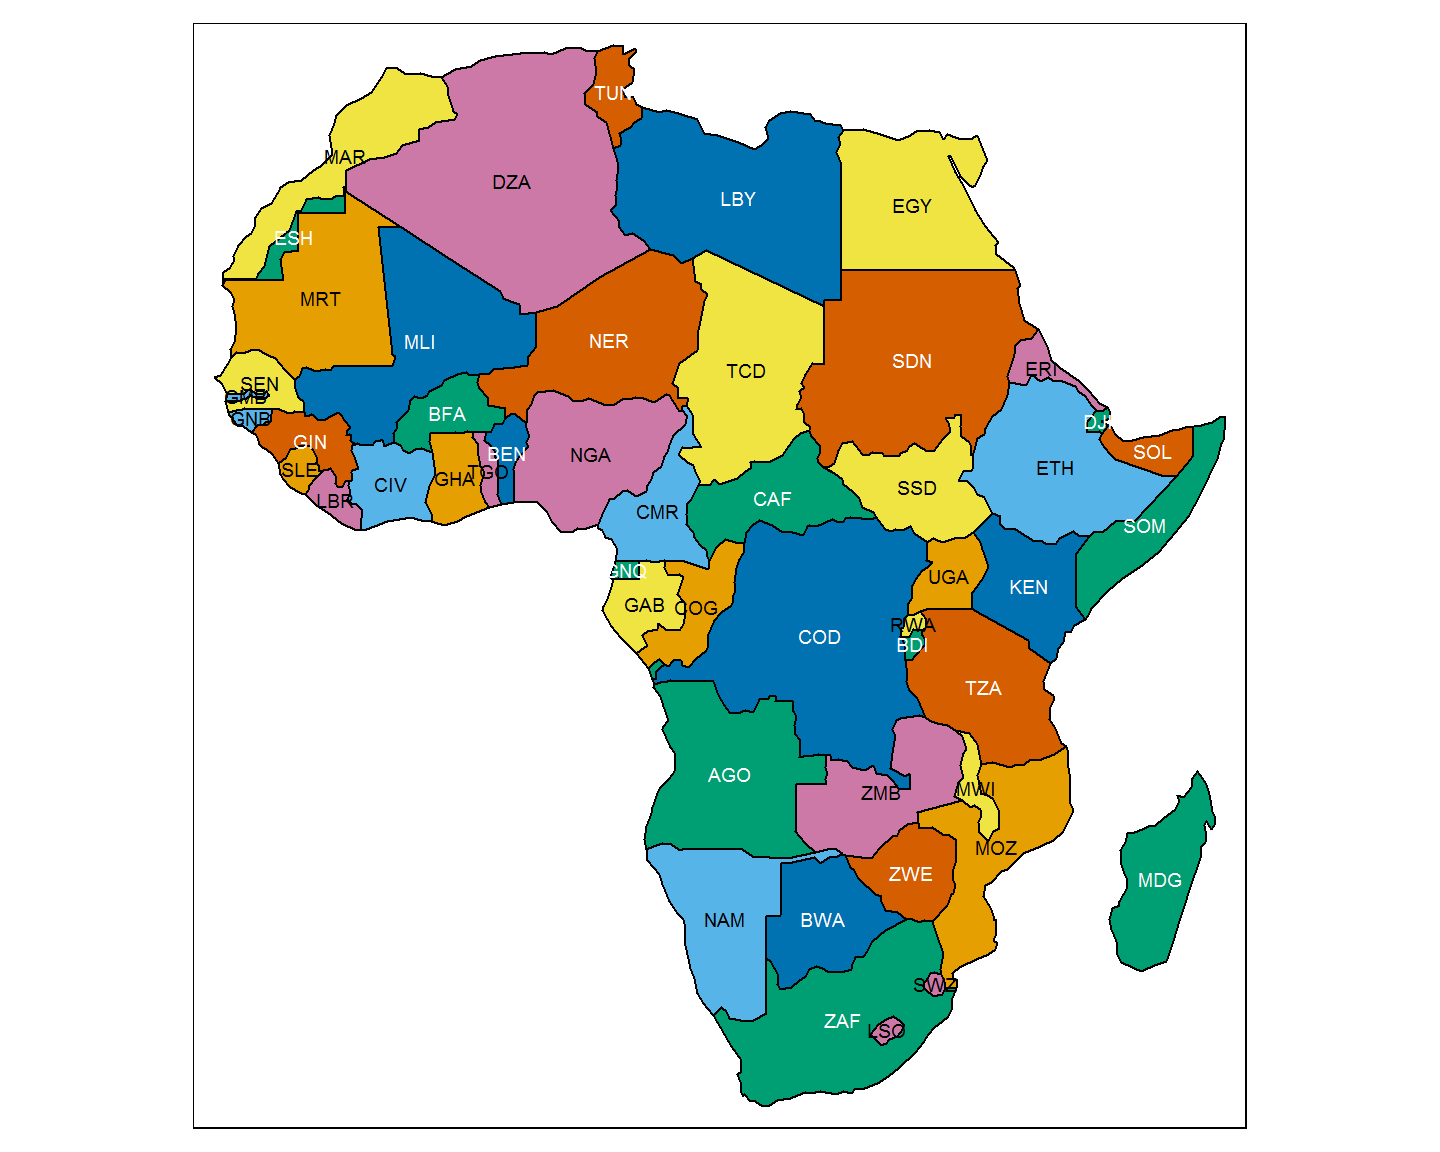 TUN
MAR
DZA
LBY
EGY
ESH
MRT
MLI
NER
TCD
SDN
ERI
SEN
GMB
GNB
BFA
DJI
GIN
BEN
NGA
SOL
SLE
TGO
GHA
CIV
ETH
LBR
CAF
SSD
CMR
SOM
GNQ
UGA
KEN
GAB
COG
RWA
COD
BDI
TZA
AGO
ZMB
MWI
MOZ
ZWE
MDG
NAM
BWA
SWZ
ZAF
LSO